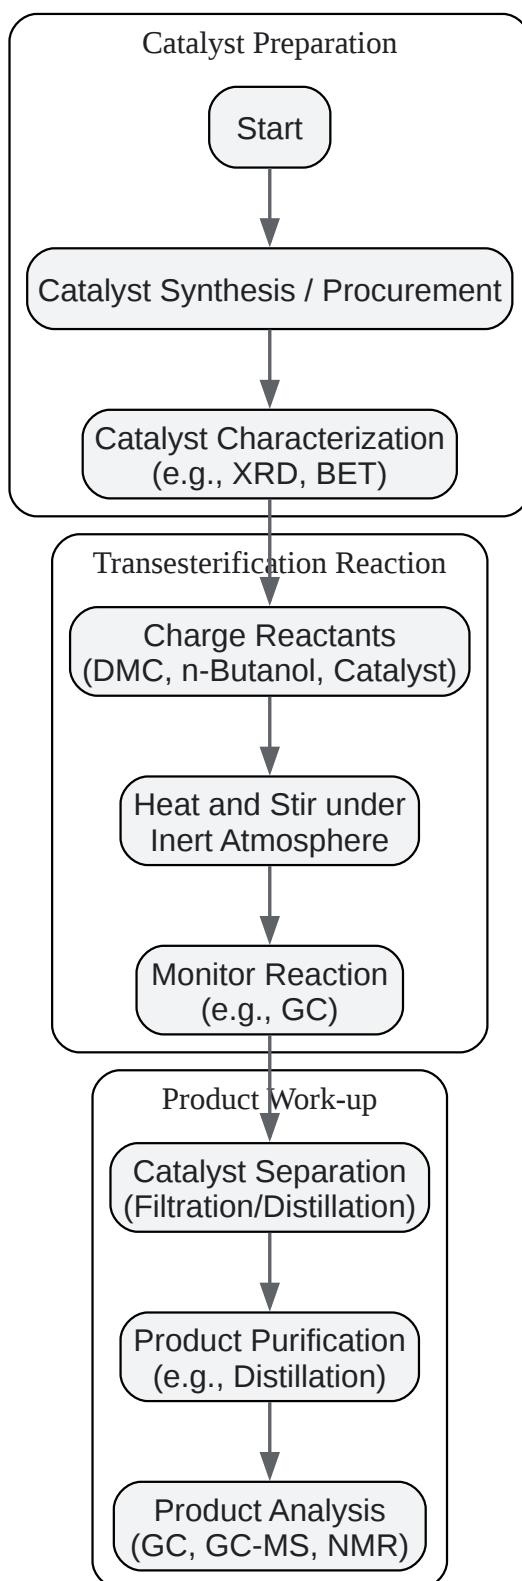 Catalyst Preparation
Start
Catalyst Synthesis / Procurement
Catalyst Characterization
(e.g., XRD, BET)
Transesterification Reaction
Charge Reactants
(DMC, n-Butanol, Catalyst)
Heat and Stir under
Inert Atmosphere
Monitor Reaction
(e.g., GC)
Product Work-up
Catalyst Separation
(Filtration/Distillation)
Product Purification
(e.g., Distillation)
Product Analysis
(GC, GC-MS, NMR)